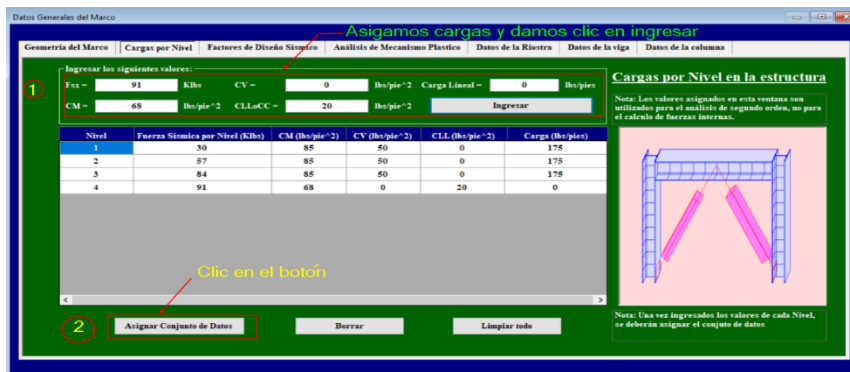 Datos Generales del Marco
Asigamos cargas y damos clic en ingresar
Geometría del Marco Cargas por Nivel Factores de Diseño Sísmico Análisis de Mecanismo Plastico Datos de la Riostra Datos de la viga Datos de la columna
Ingresar los siguientes valores:
1
Fsx = 91 Klbs CV = 0 lbs/pie^2 Carga Lineal = 0 lbs/pies
CM = 68 lbs/pie^2 CLLoCC = 20 lbs/pie^2 Ingresar
Cargas por Nivel en la estructura
Nota: Los valores asignados en esta ventana son
utilizados para el análisis de segundo orden, no para
el calculo de fuerzas internas.
Nivel Fuerza Sísmica por Nivel (Klbs) CM (lbs/pie^2) CV (lbs/pie^2) CLL (lbs/pie^2) Carga (lbs/pies)
1 30 85 50 0 175
2 57 85 50 0 175
3 84 85 50 0 175
4 91 68 0 20 0
Clic en el botón
2
Asignar Conjunto de Datos Borrar Limpiar todo
Nota: Una vez ingresados los valores de cada Nivel,
se deberán asignar el conjuto de datos